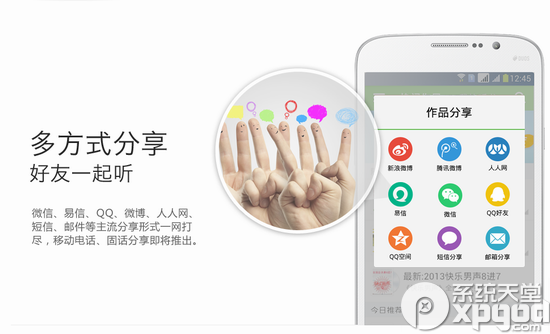 多方式分享
好友一起听
微信、易信、QQ、微博、人人网、
短信、邮件等主流分享形式一网打
尽，移动电话、固话分享即将推出。
12:45
作品分享
新浪微博 腾讯微博 人人网
易信 微信 QQ好友
QQ空间 短信分享 邮箱分享
最新:2013快乐男声8进7
今日推荐
系统天堂
xpgod
.com